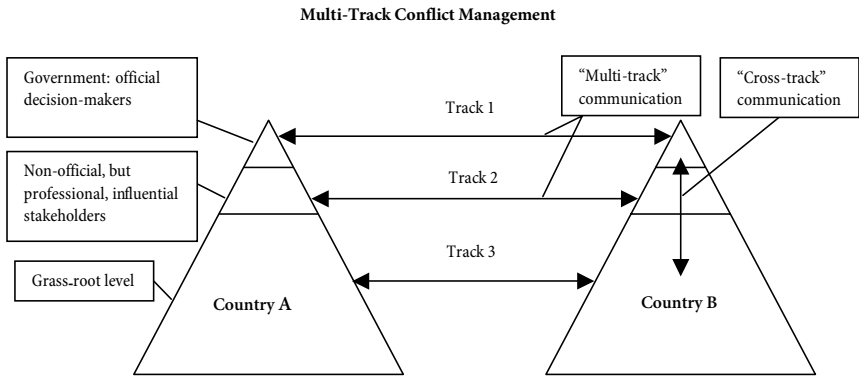 Multi-Track Conflict Management
Government: official
decision-makers
"Multi-track"
communication
"Cross-track"
communication
Track 1
Non-official, but
professional, influential
stakeholders
Track 2
Track 3
Grass-root level
Country A
Country B